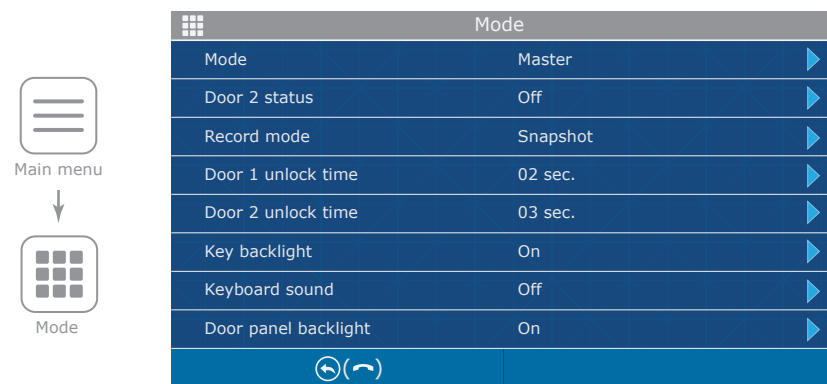 Mode
Mode Master
Door 2 status Off
Record mode Snapshot
Door 1 unlock time 02 sec.
Door 2 unlock time 03 sec.
Key backlight On
Keyboard sound Off
Door panel backlight On
Main menu
Mode